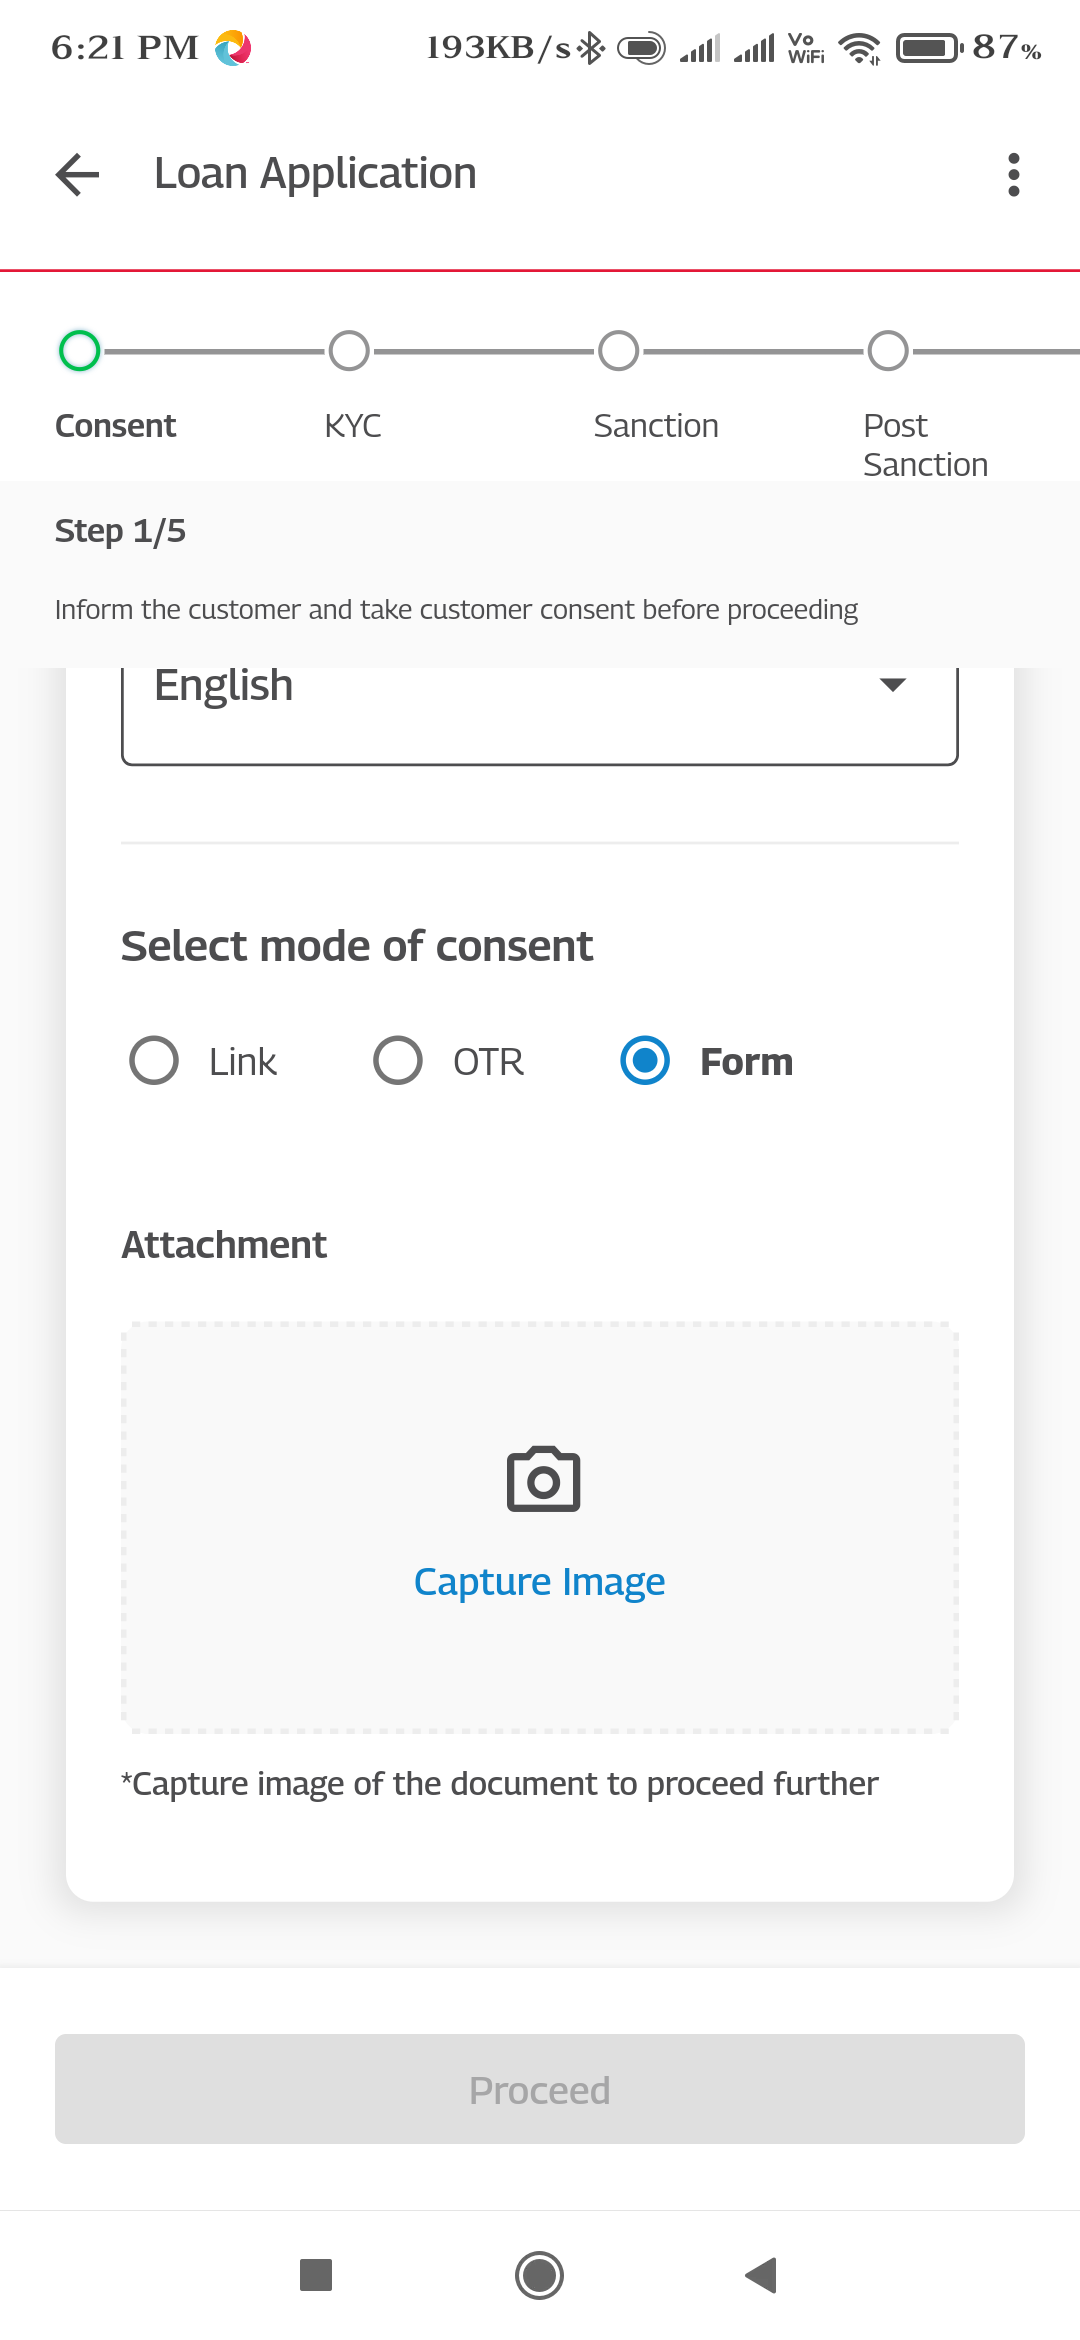 6:21 PM 193KB/s Vo WiFi 87%
Loan Application
Consent KYC Sanction Post Sanction
Step 1/5
Inform the customer and take customer consent before proceeding
English
Select mode of consent
Link OTR Form
Attachment
Capture Image
*Capture image of the document to proceed further
Proceed